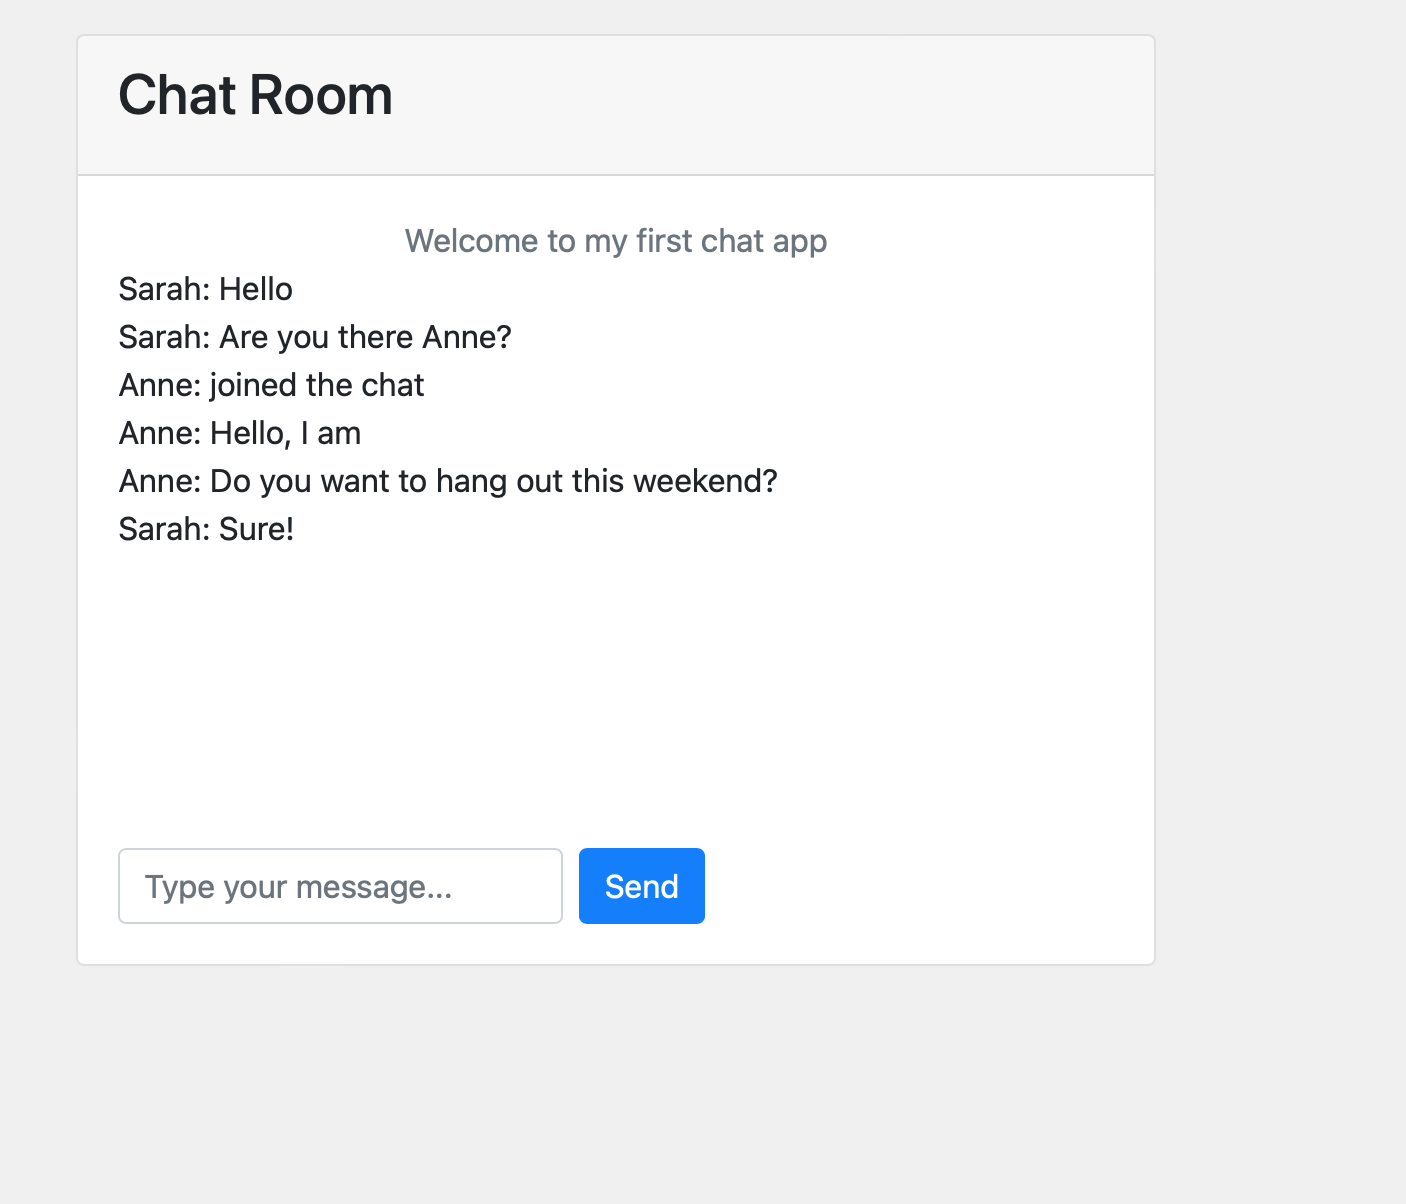 Chat Room
Welcome to my first chat app
Sarah: Hello
Sarah: Are you there Anne?
Anne: joined the chat
Anne: Hello, I am
Anne: Do you want to hang out this weekend?
Sarah: Sure!
Type your message...
Send